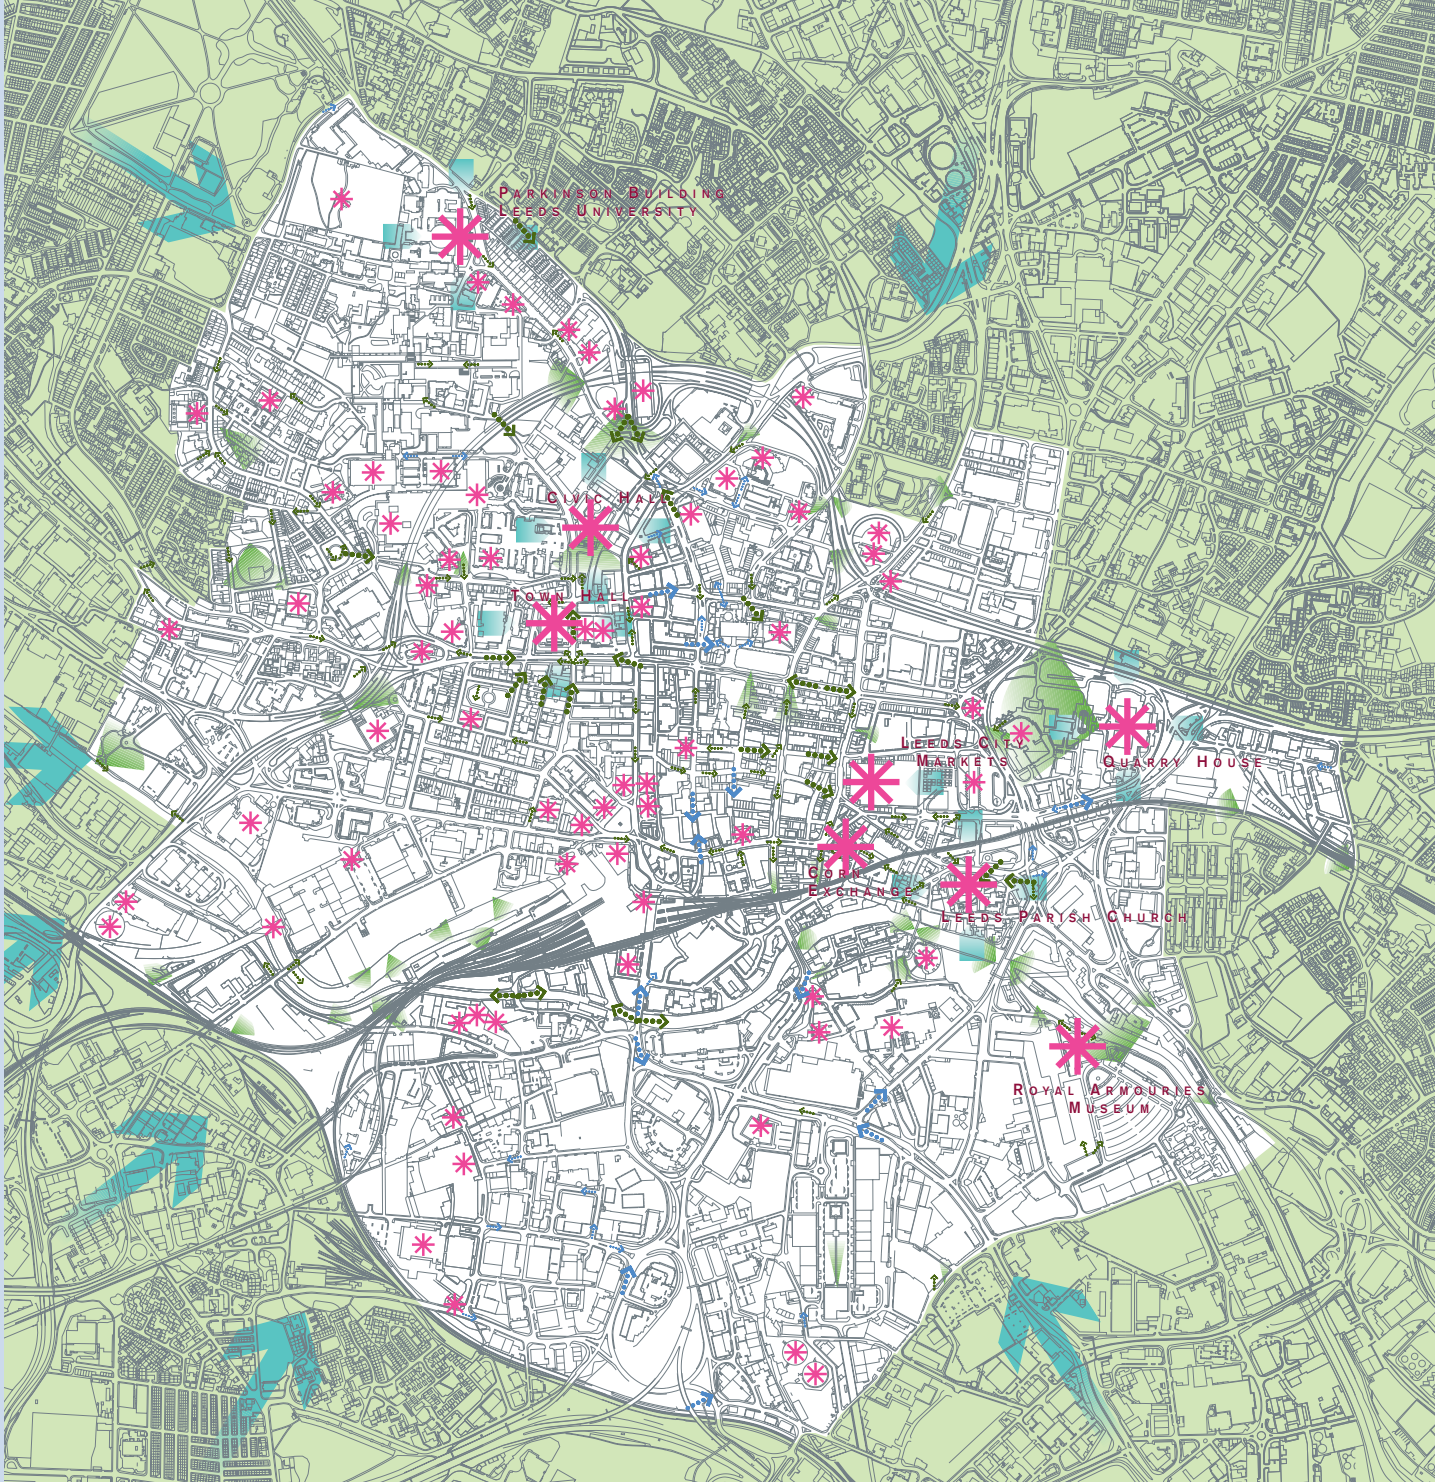 Parkinson Building
Leeds University
Civic Hall
Town Hall
Leeds City
Markets
Quarry House
Corn
Exchange
Leeds Parish Church
Royal Armouries
Museum